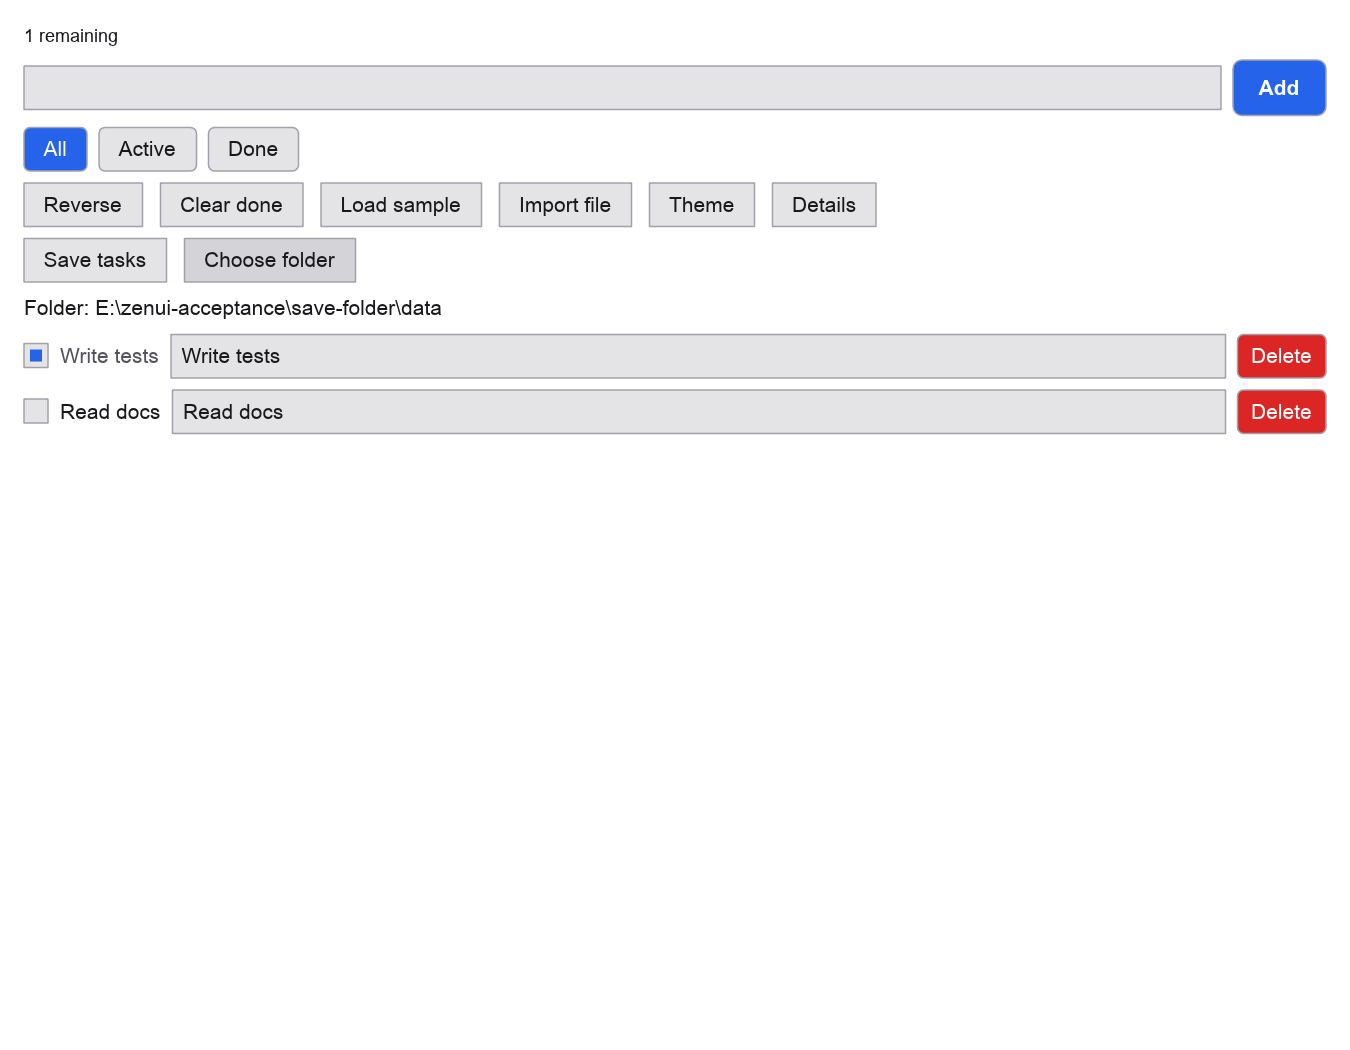 1 remaining
Add
All Active Done
Reverse Clear done Load sample Import file Theme Details
Save tasks Choose folder
Folder: E:\zenui-acceptance\save-folder\data
Write tests Write tests Delete
Read docs Read docs Delete